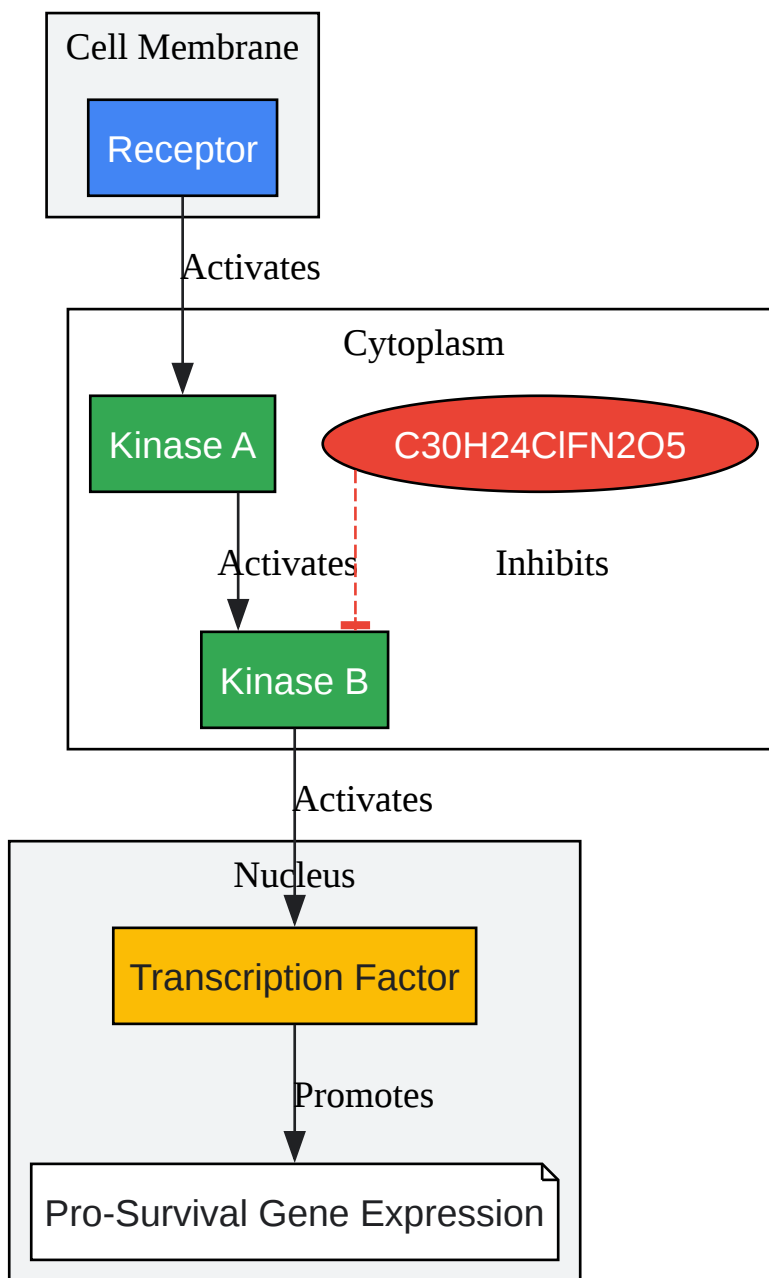 Cell Membrane
Receptor
Activates
Cytoplasm
Kinase A
C30H24ClFN2O5
Activates
Inhibits
Kinase B
Activates
Nucleus
Transcription Factor
Promotes
Pro-Survival Gene Expression